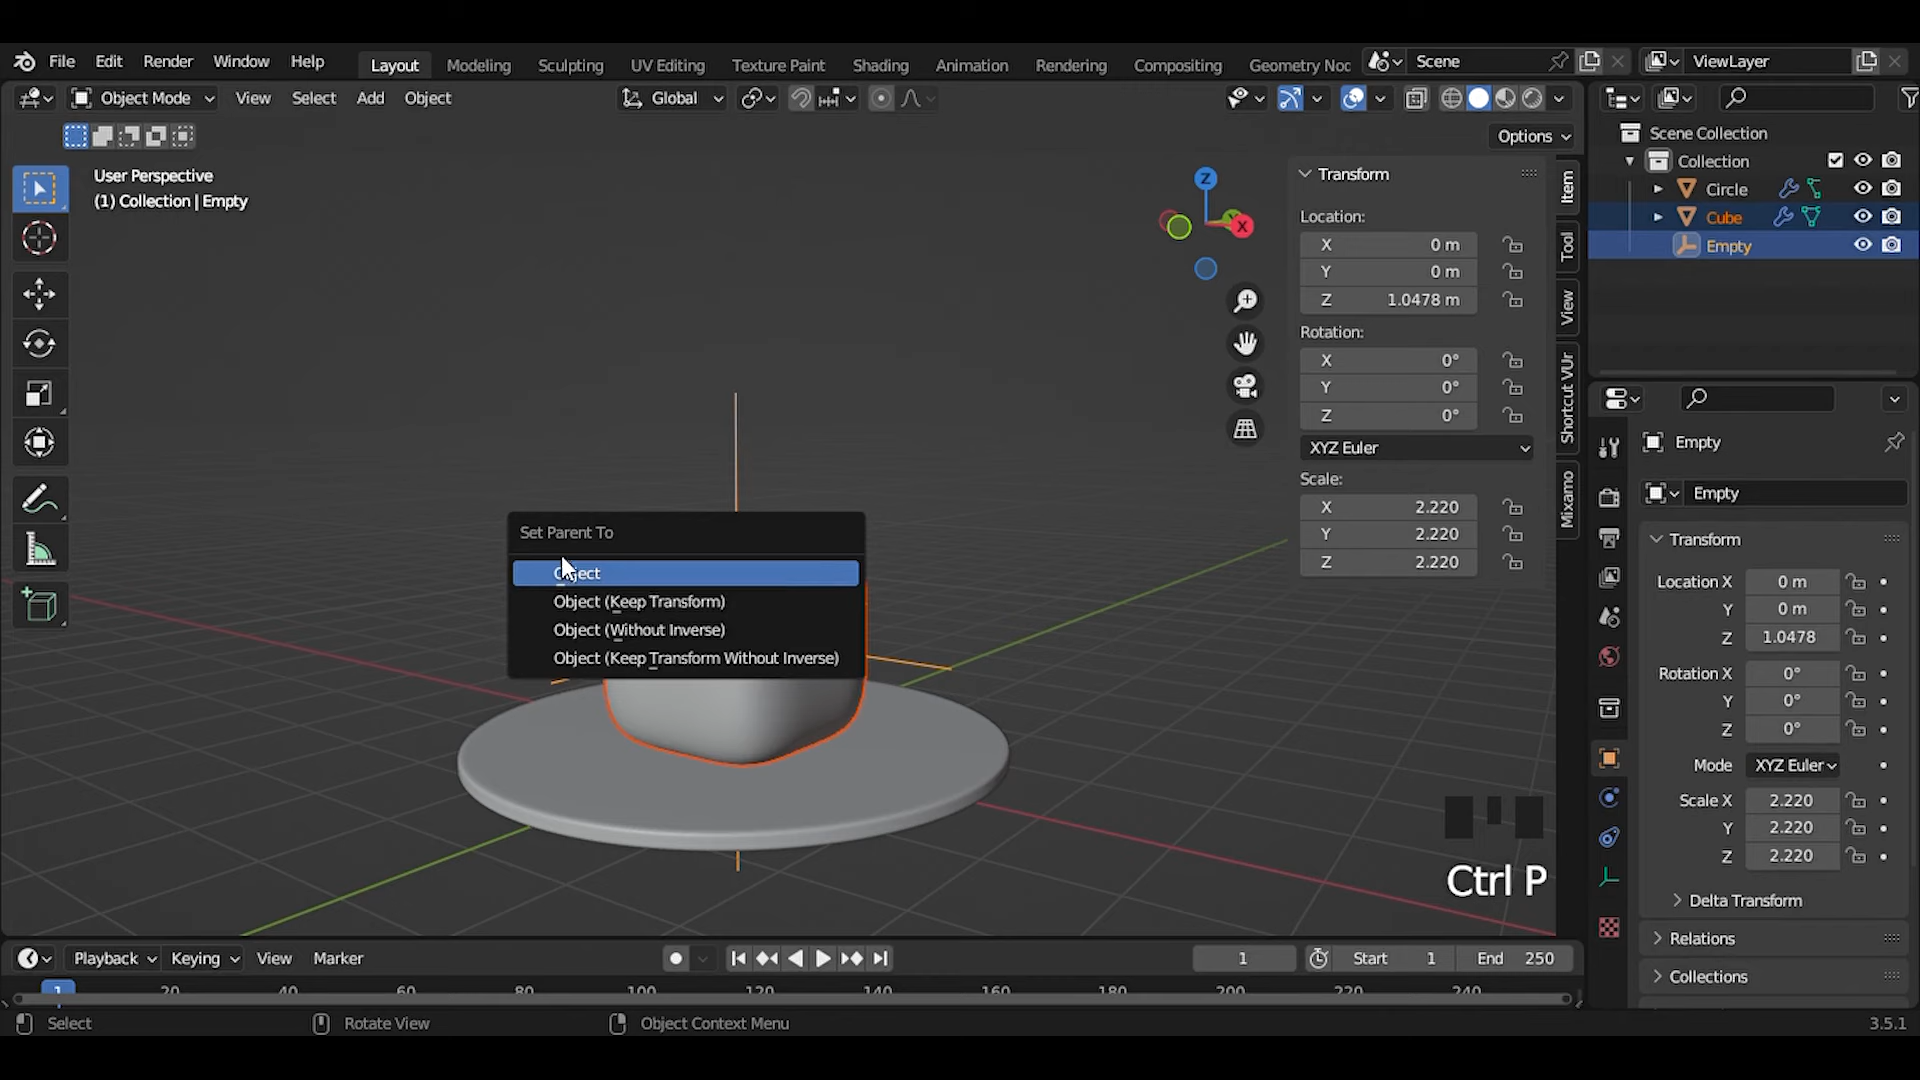 File Edit Render Window Help Layout Modeling Sculpting UV Editing Texture Paint Shading Animation Rendering Compositing Geometry Noc Scene ViewLayer
Object Mode View Select Add Object Global
Options
User Perspective
(1) Collection | Empty
Z
X
Transform
Location:
X 0 m
Y 0 m
Z 1.0478 m
Rotation:
X 0°
Y 0°
Z 0°
XYZ Euler
Scale:
X 2.220
Y 2.220
Z 2.220
Item
Tool
View
Shortcut VUr
Mixamo
Set Parent To
Object
Object (Keep Transform)
Object (Without Inverse)
Object (Keep Transform Without Inverse)
Ctrl P
Scene Collection
Collection
Circle
Cube
Empty
Empty
Empty
Transform
Location X 0 m
Y 0 m
Z 1.0478
Rotation X 0°
Y 0°
Z 0°
Mode XYZ Euler
Scale X 2.220
Y 2.220
Z 2.220
Delta Transform
Relations
Collections
Playback Keying View Marker 1 Start 1 End 250
1 20 40 60 80 100 120 140 160 180 200 220 240
Select Rotate View Object Context Menu 3.5.1